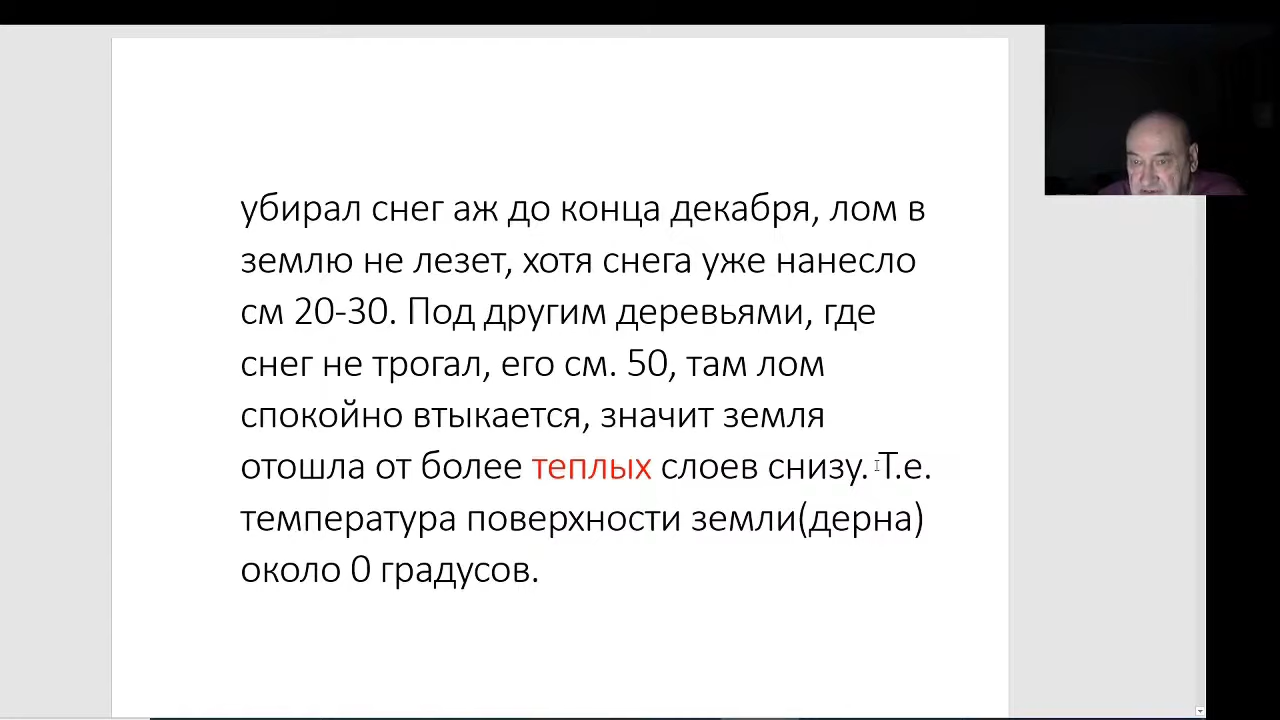 убирал снег аж до конца декабря, лом в
землю не лезет, хотя снега уже нанесло
см 20-30. Под другим деревьями, где
снег не трогал, его см. 50, там лом
спокойно втыкается, значит земля
отошла от более теплых слоев снизу. Т.е.
температура поверхности земли(дерна)
около 0 градусов.